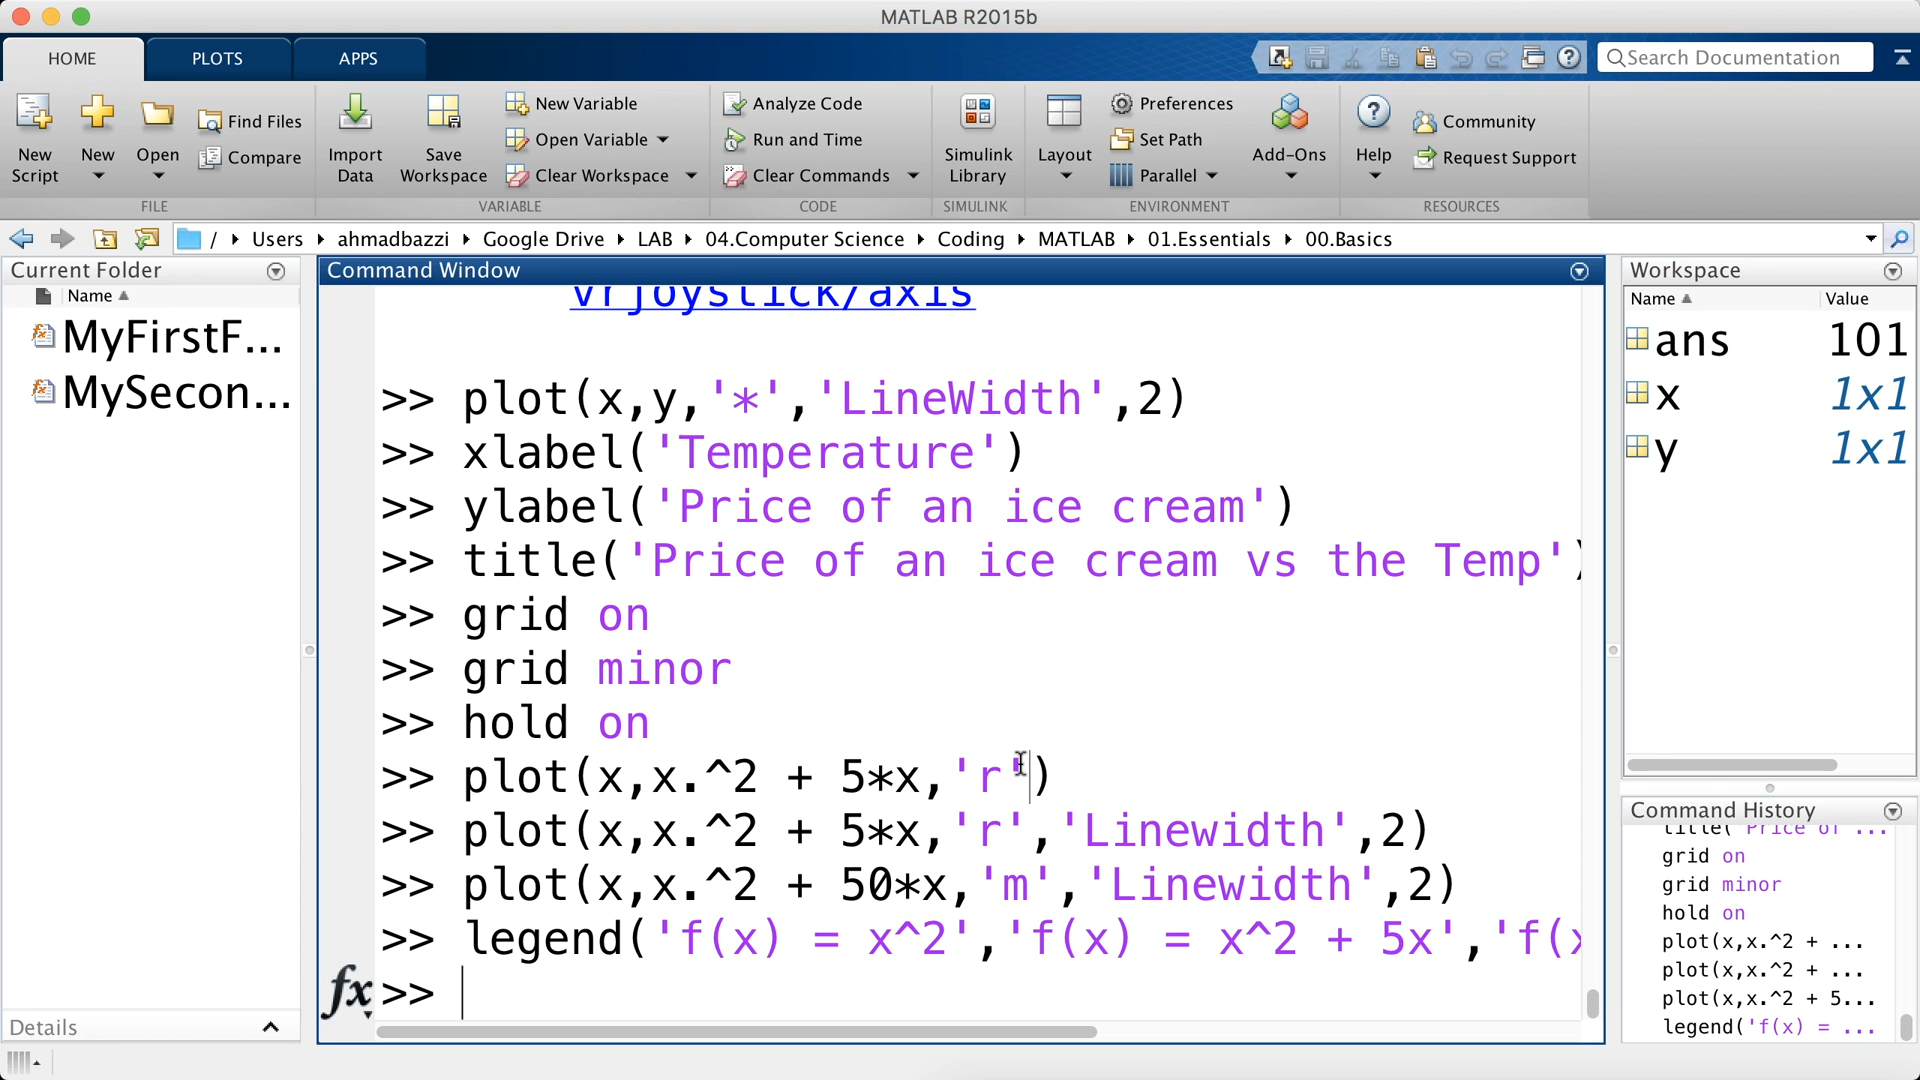 MATLAB R2015b
HOME PLOTS APPS Search Documentation
New Script
New
Open
Find Files
Compare
FILE
Import Data
Save Workspace
New Variable
Open Variable
Clear Workspace
VARIABLE
Analyze Code
Run and Time
Clear Commands
CODE
Simulink Library
SIMULINK
Layout
Preferences
Set Path
Parallel
Add-Ons
ENVIRONMENT
Help
Community
Request Support
RESOURCES
/ Users ahmadbazzi Google Drive LAB 04.Computer Science Coding MATLAB 01.Essentials 00.Basics
Current Folder
Name
MyFirstF...
MySecon...
Details
Command Window
vrjoystick/axis
>> plot(x,y,'*','LineWidth',2)
>> xlabel('Temperature')
>> ylabel('Price of an ice cream')
>> title('Price of an ice cream vs the Temp')
>> grid on
>> grid minor
>> hold on
>> plot(x,x.^2 + 5*x,'r')
>> plot(x,x.^2 + 5*x,'r','Linewidth',2)
>> plot(x,x.^2 + 50*x,'m','Linewidth',2)
>> legend('f(x) = x^2','f(x) = x^2 + 5x','f(x
fx >>
Workspace
Name Value
ans 101
x 1x1
y 1x1
Command History
title('Price of ...
grid on
grid minor
hold on
plot(x,x.^2 + ...
plot(x,x.^2 + ...
plot(x,x.^2 + 5...
legend('f(x) = ...